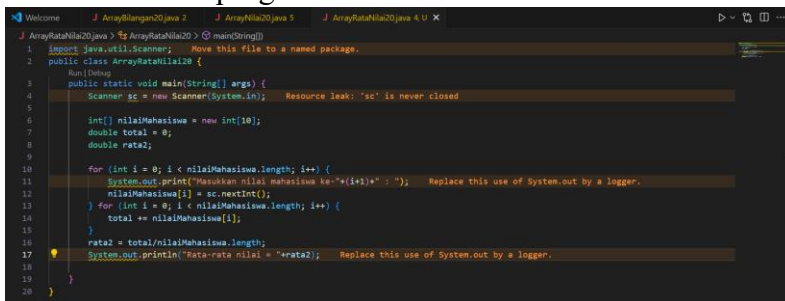 Welcome J ArrayBilangan20.java 2 J ArrayNilai20.java 5 J ArrayRataNilai20.java 4, U X
J ArrayRataNilai20.java > ArrayRataNilai20 > main(String[])
1 import java.util.Scanner; Move this file to a named package.
2 public class ArrayRataNilai20 {
Run | Debug
3 public static void main(String[] args) {
4 Scanner sc = new Scanner(System.in); Resource leak: 'sc' is never closed
5
6 int[] nilaiMahasiswa = new int[10];
7 double total = 0;
8 double rata2;
9
10 for (int i = 0; i < nilaiMahasiswa.length; i++) {
11 System.out.print("Masukkan nilai mahasiswa ke-"+(i+1)+" : "); Replace this use of System.out by a logger.
12 nilaiMahasiswa[i] = sc.nextInt();
13 } for (int i = 0; i < nilaiMahasiswa.length; i++) {
14 total += nilaiMahasiswa[i];
15 }
16 rata2 = total/nilaiMahasiswa.length;
17 System.out.println("Rata-rata nilai = "+rata2); Replace this use of System.out by a logger.
18
19 }
20 }